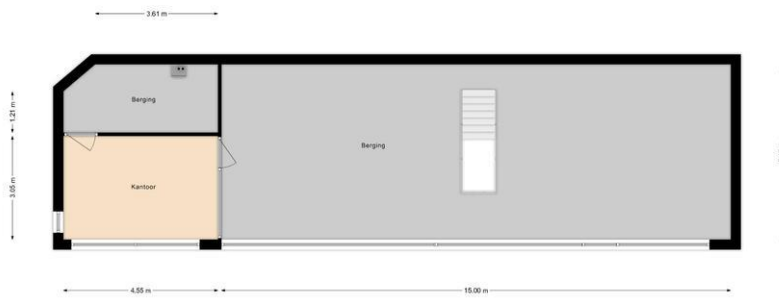 3.61 m
Berging
1.21 m
Berging
3.05 m
Kantoor
4.55 m
15.00 m